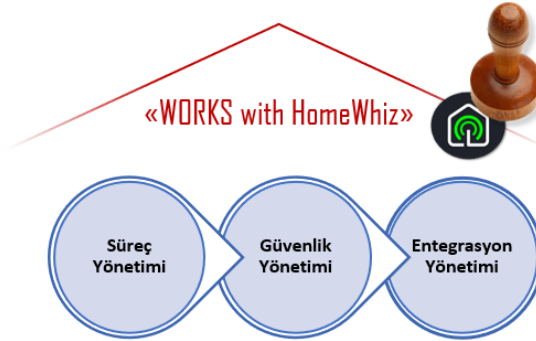 «WORKS with HomeWhiz»
Süreç
Yönetimi
Güvenlik
Yönetimi
Entegrasyon
Yönetimi